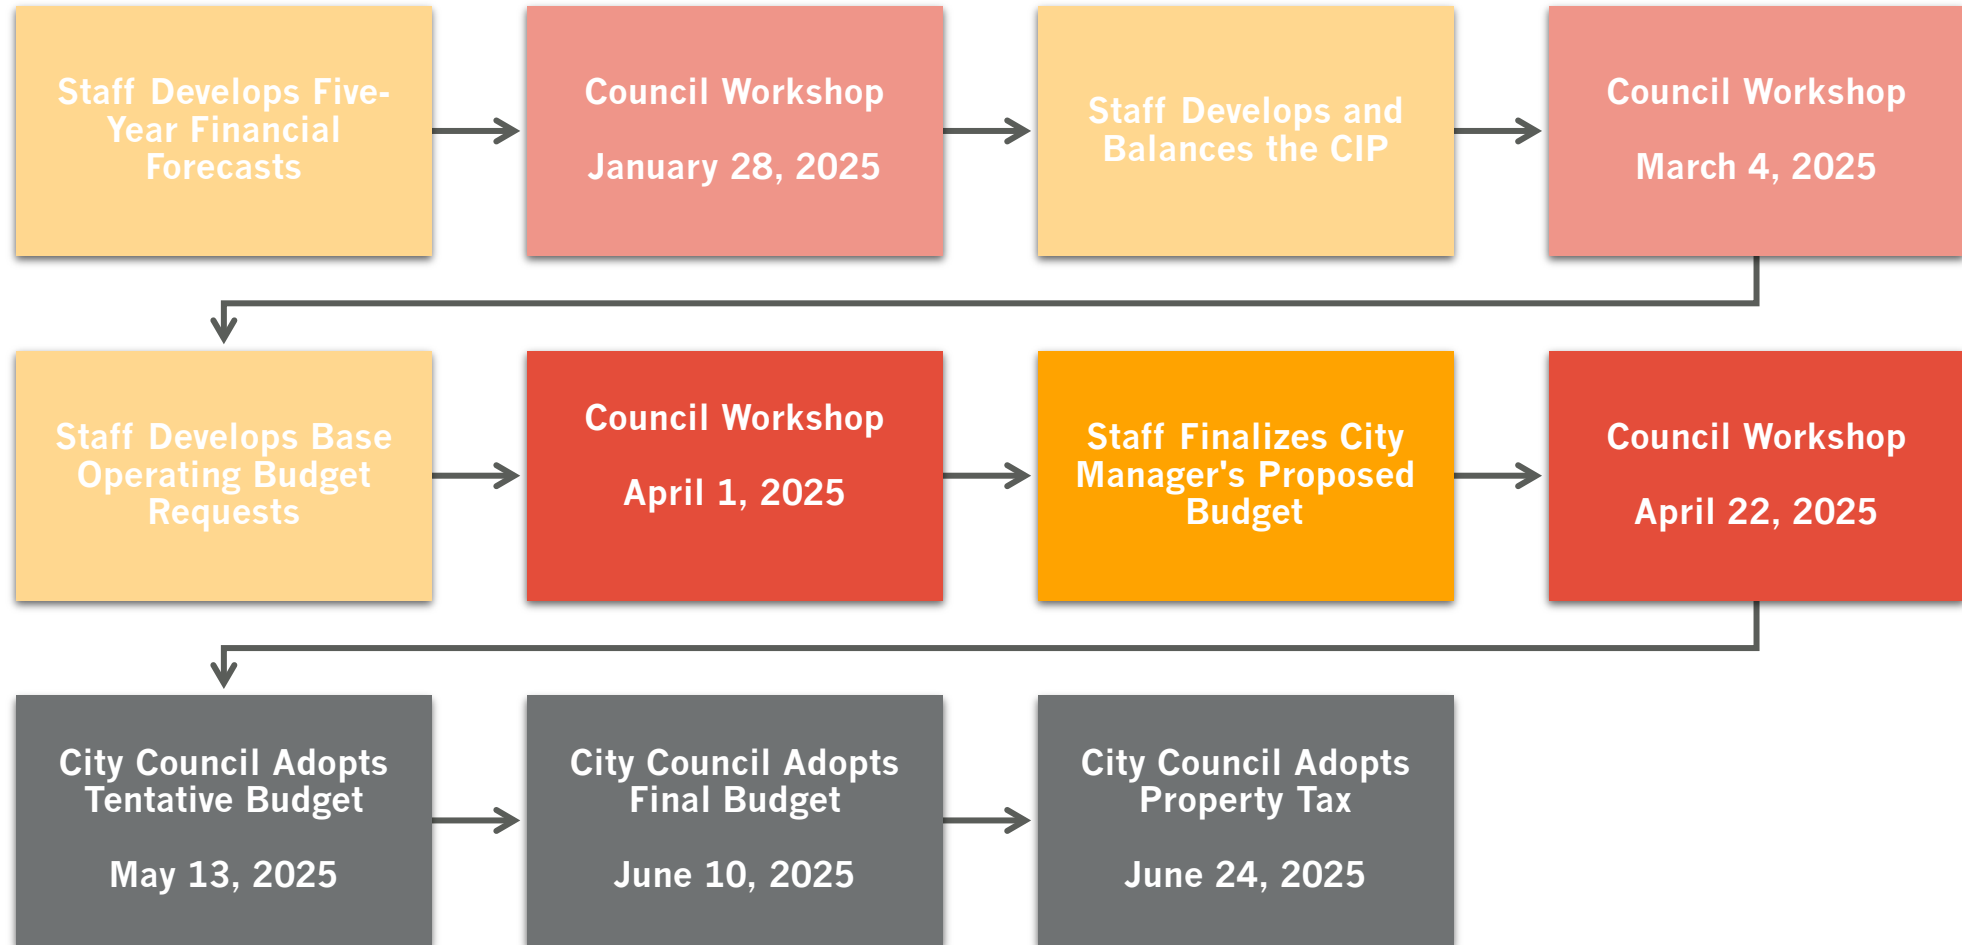 Staff Develops Five-
Year Financial
Forecasts
Council Workshop
January 28, 2025
Staff Develops and
Balances the CIP
Council Workshop
March 4, 2025
Staff Develops Base
Operating Budget
Requests
Council Workshop
April 1, 2025
Staff Finalizes City
Manager's Proposed
Budget
Council Workshop
April 22, 2025
City Council Adopts
Tentative Budget
May 13, 2025
City Council Adopts
Final Budget
June 10, 2025
City Council Adopts
Property Tax
June 24, 2025